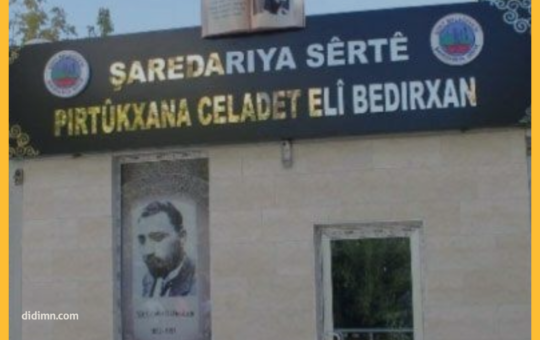 ŞAREDARIYA SÊRTÊ
PIRTÛKXANA CELADET ELÎ BEDIRXAN
didimn.com